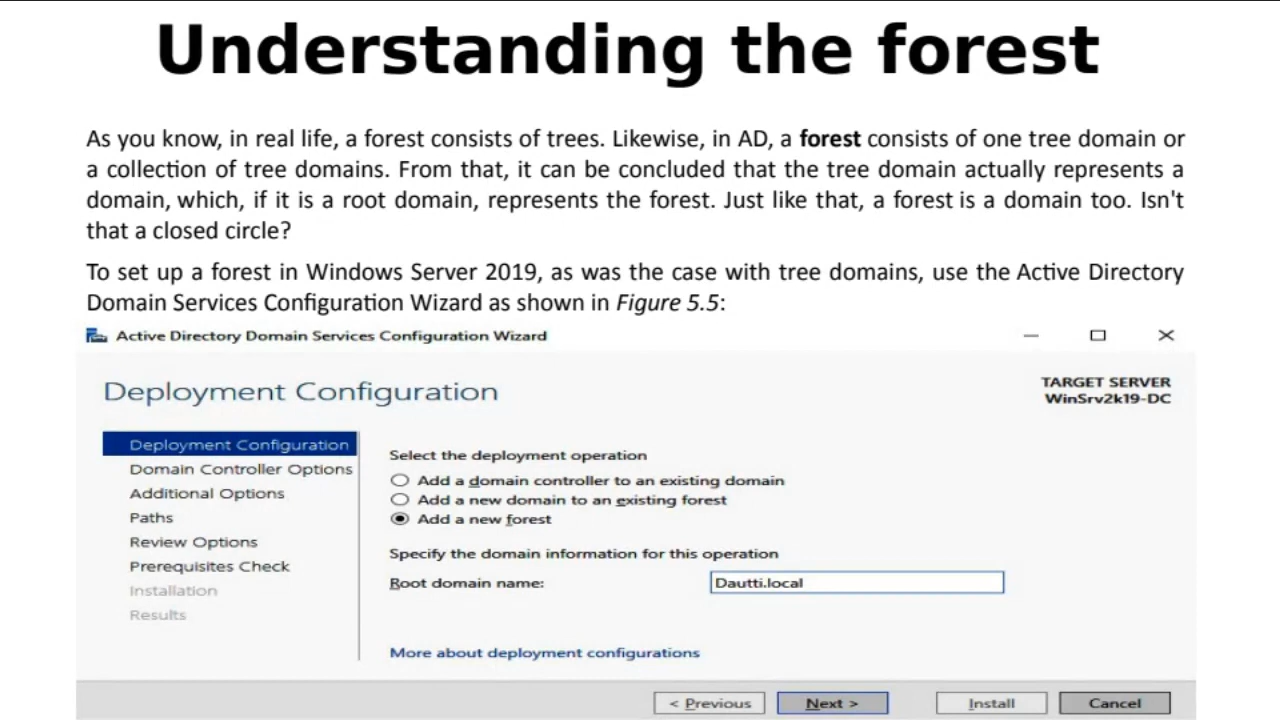 Understanding the forest
As you know, in real life, a forest consists of trees. Likewise, in AD, a forest consists of one tree domain or
a collection of tree domains. From that, it can be concluded that the tree domain actually represents a
domain, which, if it is a root domain, represents the forest. Just like that, a forest is a domain too. Isn't
that a closed circle?
To set up a forest in Windows Server 2019, as was the case with tree domains, use the Active Directory
Domain Services Configuration Wizard as shown in Figure 5.5:
Active Directory Domain Services Configuration Wizard
Deployment Configuration
TARGET SERVER
WinSrv2k19-DC
Deployment Configuration
Domain Controller Options
Additional Options
Paths
Review Options
Prerequisites Check
Installation
Results
Select the deployment operation
Add a domain controller to an existing domain
Add a new domain to an existing forest
Add a new forest
Specify the domain information for this operation
Root domain name: Dautti.local
More about deployment configurations
< Previous Next > Install Cancel